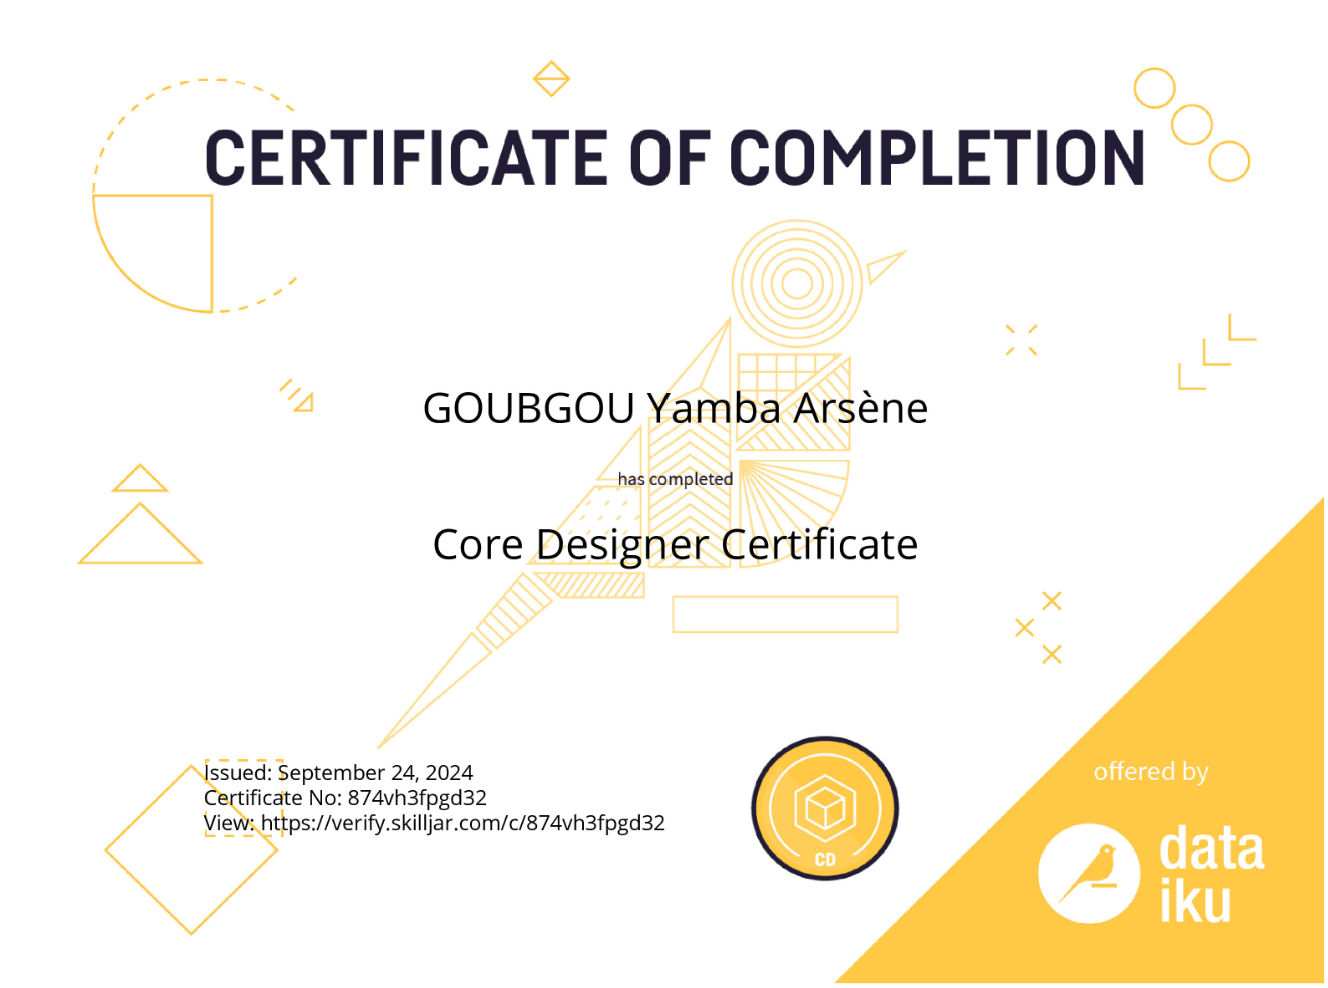 CERTIFICATE OF COMPLETION
GOUBGOU Yamba Arsène
has completed
Core Designer Certificate
Issued: September 24, 2024
Certificate No: 874vh3fpgd32
View: https://verify.skilljar.com/c/874vh3fpgd32
CD
offered by
data
iku